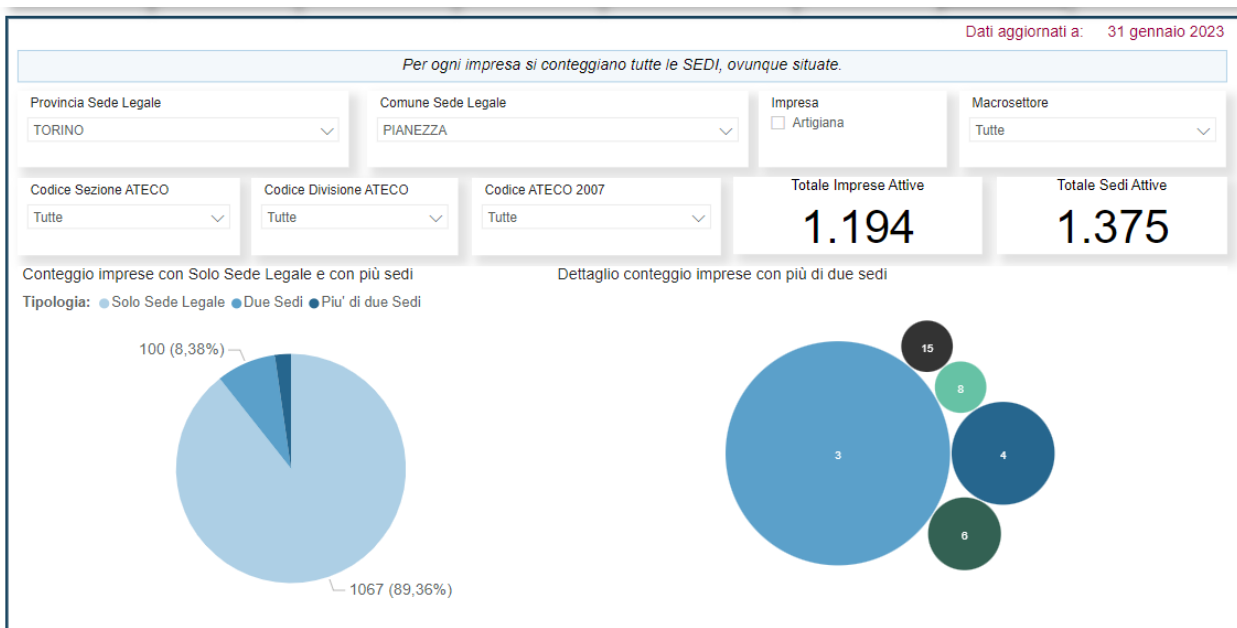 Dati aggiornati a: 31 gennaio 2023
Per ogni impresa si conteggiano tutte le SEDI, ovunque situate.
Provincia Sede Legale
TORINO
Comune Sede Legale
PIANEZZA
Impresa
Artigiana
Macrosettore
Tutte
Codice Sezione ATECO
Tutte
Codice Divisione ATECO
Tutte
Codice ATECO 2007
Tutte
Totale Imprese Attive
1.194
Totale Sedi Attive
1.375
Conteggio imprese con Solo Sede Legale e con più sedi
Tipologia: Solo Sede Legale Due Sedi Piu' di due Sedi
100 (8,38%)
1067 (89,36%)
Dettaglio conteggio imprese con più di due sedi
15
8
3
4
6